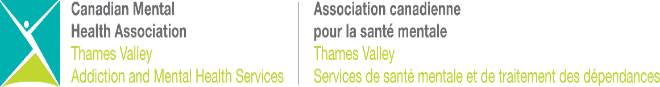 Canadian Mental
Health Association
Thames Valley
Addiction and Mental Health Services
Association canadienne
pour la santé mentale
Thames Valley
Services de santé mentale et de traitement des dépendances